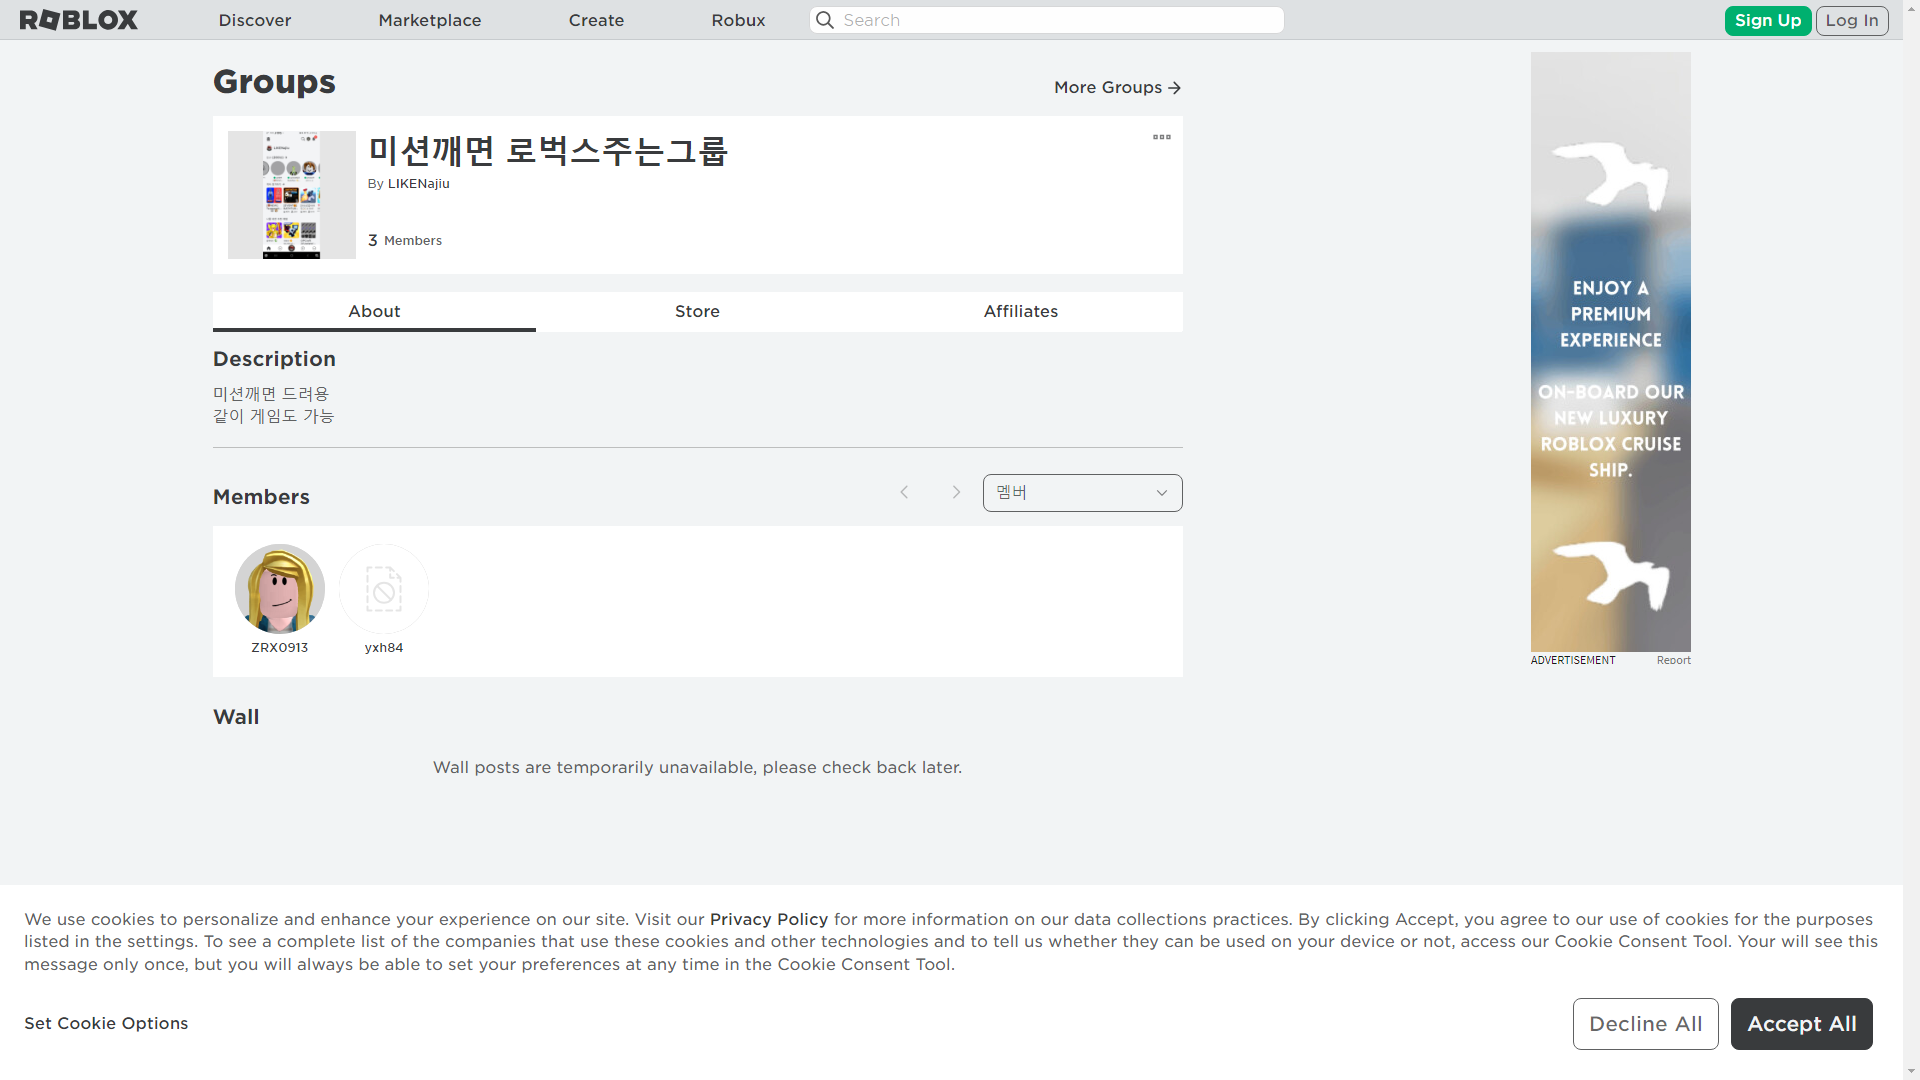 ROBLOX
Discover
Marketplace
Create
Robux
Search
Sign Up
Log In
Groups
More Groups
미션깨면 로벅스주는그룹
By LIKENajiu
3 Members
About
Store
Affiliates
Description
미션깨면 드려용
같이 게임도 가능
Members
멤버
ZRX0913
yxh84
Wall
Wall posts are temporarily unavailable, please check back later.
ENJOY A
PREMIUM
EXPERIENCE
ON-BOARD OUR
NEW LUXURY
ROBLOX CRUISE
SHIP.
ADVERTISEMENT
Report
We use cookies to personalize and enhance your experience on our site. Visit our Privacy Policy for more information on our data collections practices. By clicking Accept, you agree to our use of cookies for the purposes
listed in the settings. To see a complete list of the companies that use these cookies and other technologies and to tell us whether they can be used on your device or not, access our Cookie Consent Tool. Your will see this
message only once, but you will always be able to set your preferences at any time in the Cookie Consent Tool.
Set Cookie Options
Decline All
Accept All